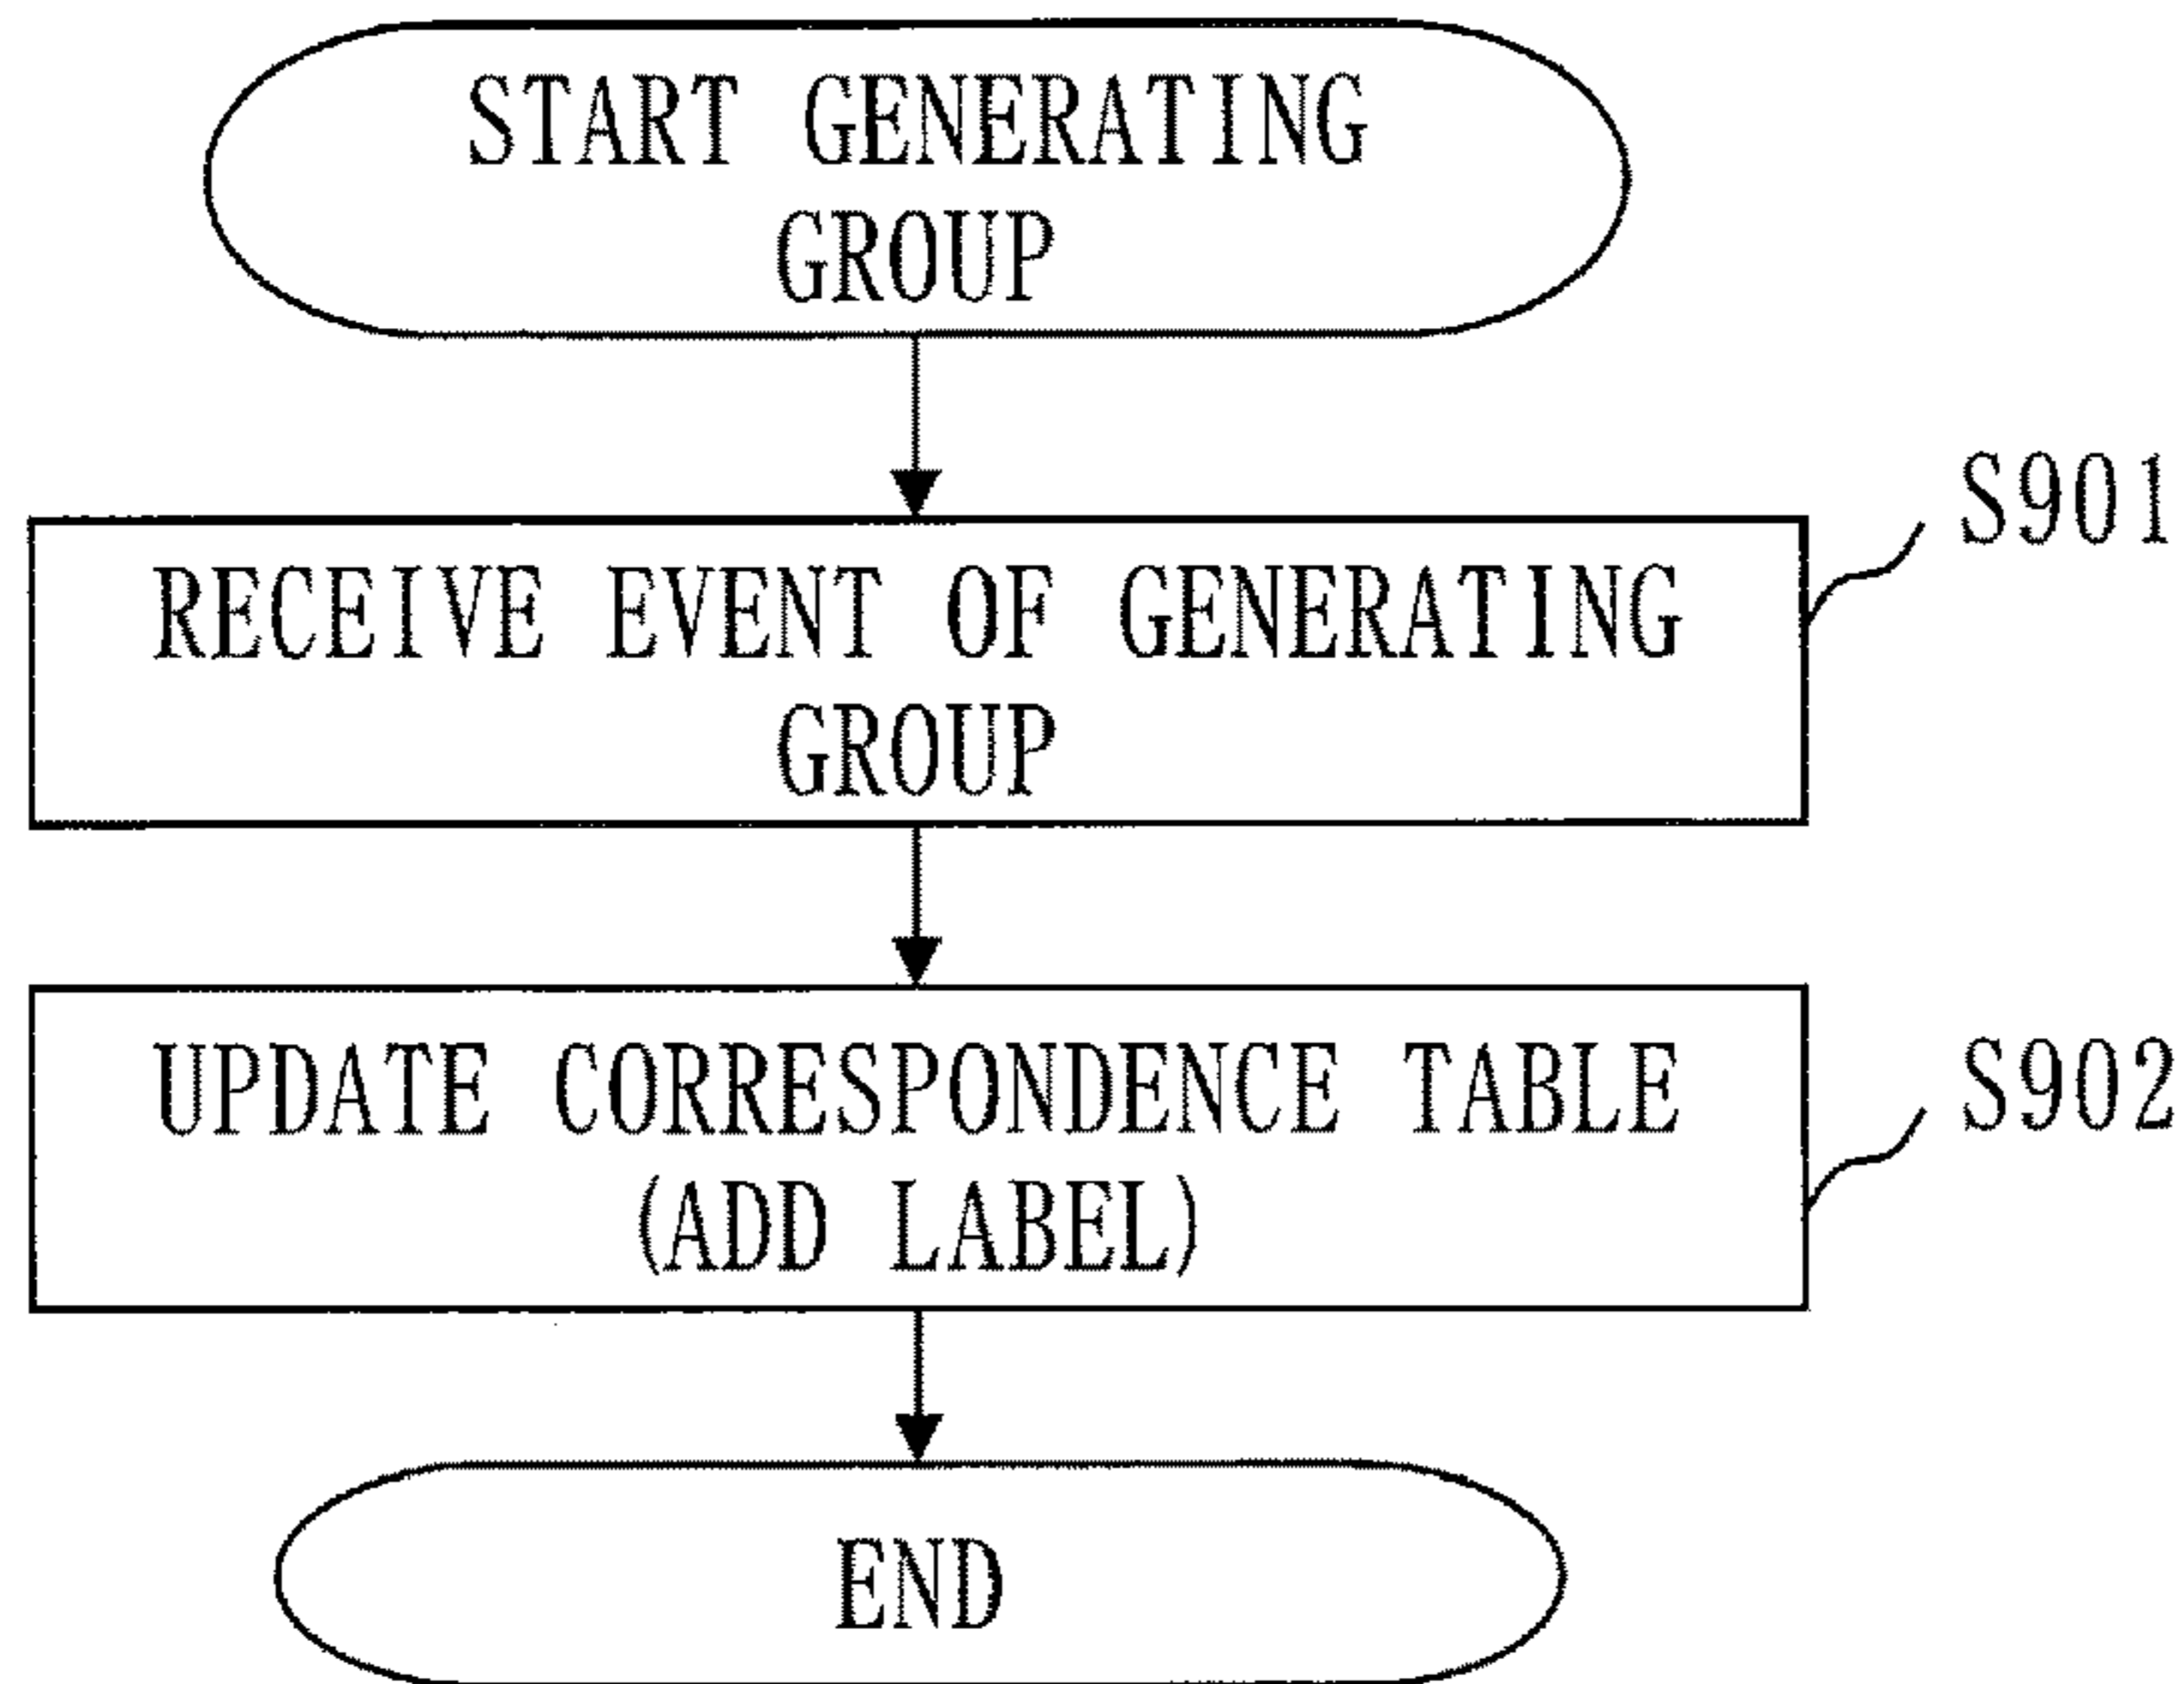 START GENERATING
GROUP
S901
RECEIVE EVENT OF GENERATING
GROUP
UPDATE CORRESPONDENCE TABLE
S902
(ADD LABEL)
END